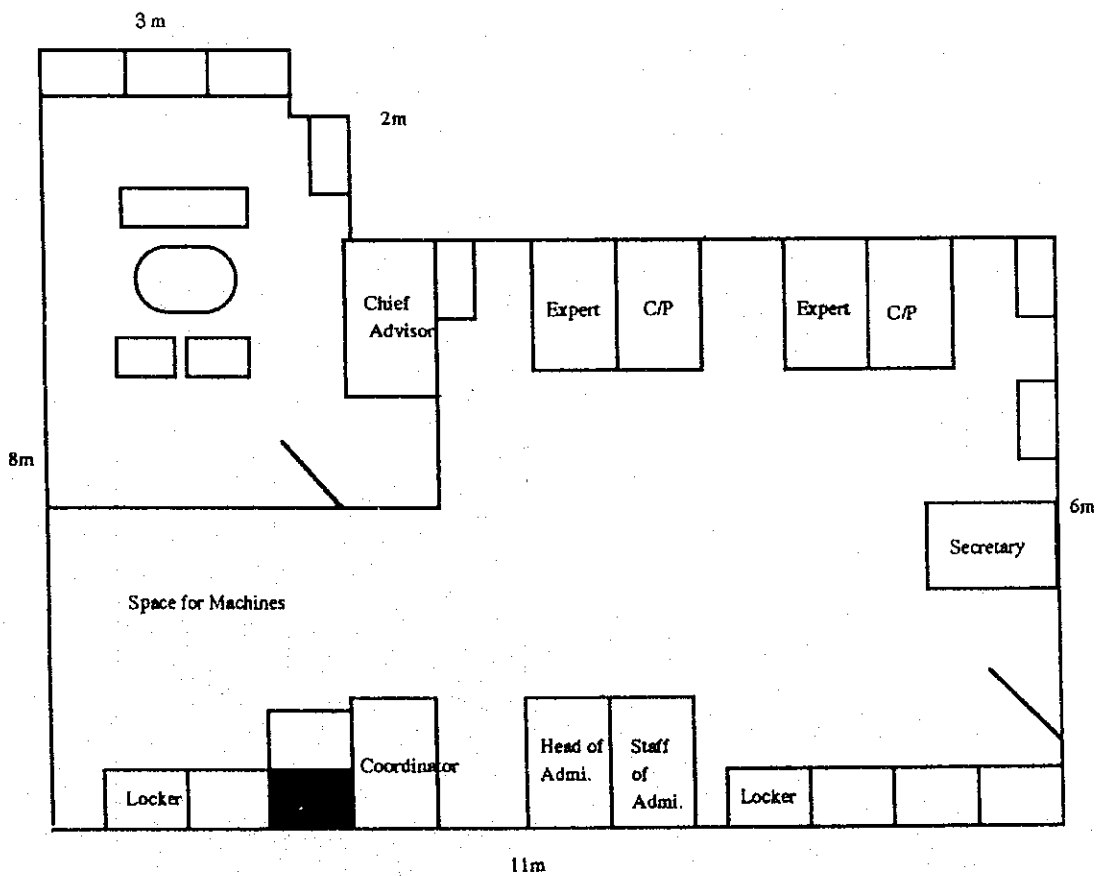 3 m
2m
Chief
Advisor
Expert
C/P
Expert
C/P
8m
6m
Secretary
Space for Machines
Coordinator
Head of
Admi.
Staff
of
Admi.
Locker
Locker
11m